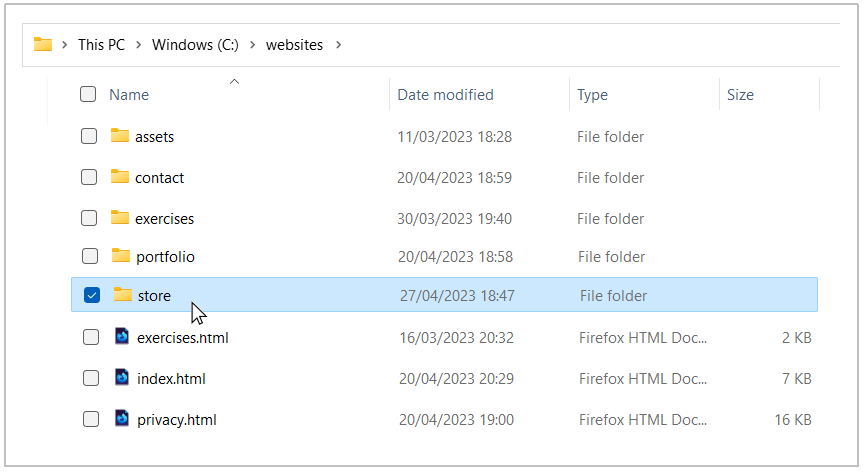 This PC > Windows (C:) > websites >
Name Date modified Type Size
assets 11/03/2023 18:28 File folder
contact 20/04/2023 18:59 File folder
exercises 30/03/2023 19:40 File folder
portfolio 20/04/2023 18:58 File folder
store 27/04/2023 18:47 File folder
exercises.html 16/03/2023 20:32 Firefox HTML Doc... 2 KB
index.html 20/04/2023 20:29 Firefox HTML Doc... 7 KB
privacy.html 20/04/2023 19:00 Firefox HTML Doc... 16 KB